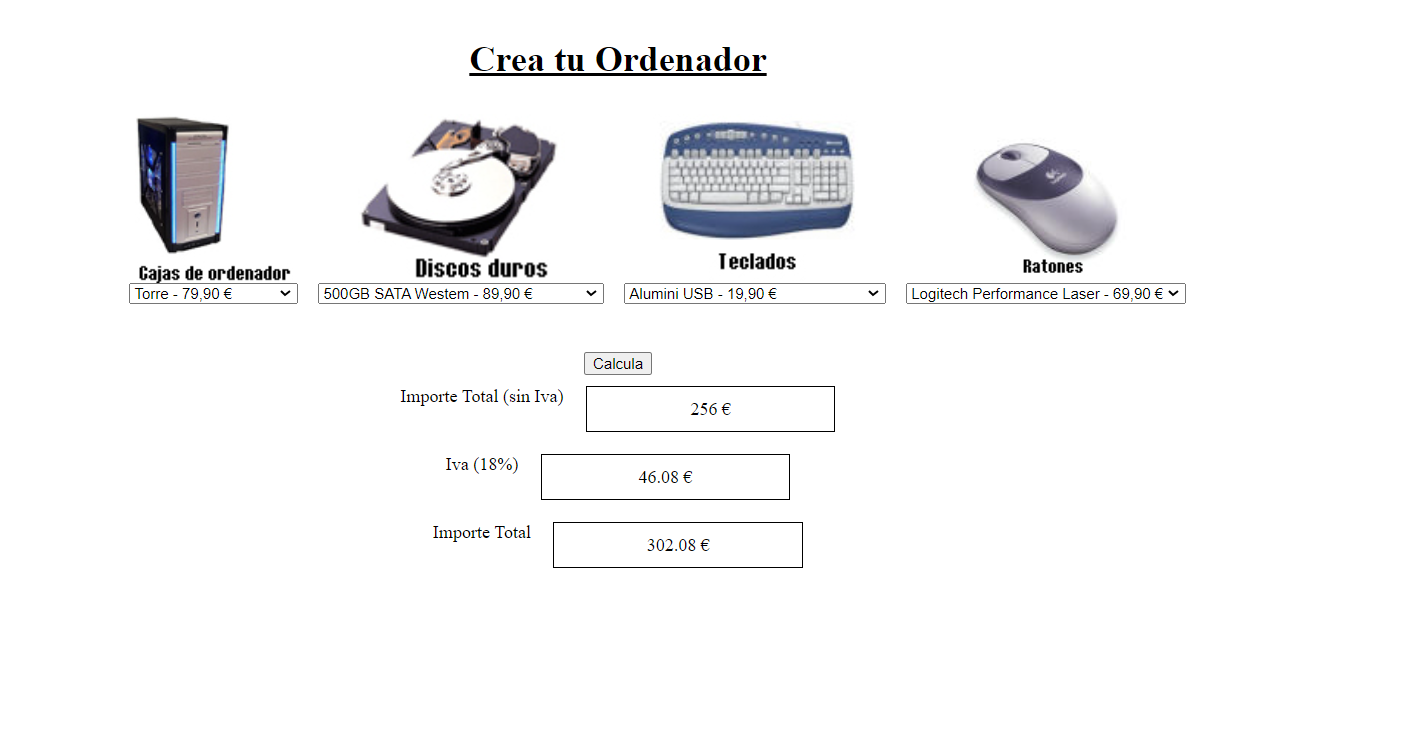 Crea tu Ordenador
Cajas de ordenador
Discos duros
Teclados
Ratones
Torre - 79,90 €
500GB SATA Westem - 89,90 €
Alumini USB - 19,90 €
Logitech Performance Laser - 69,90 €
Calcula
Importe Total (sin Iva)
256 €
Iva (18%)
46.08 €
Importe Total
302.08 €